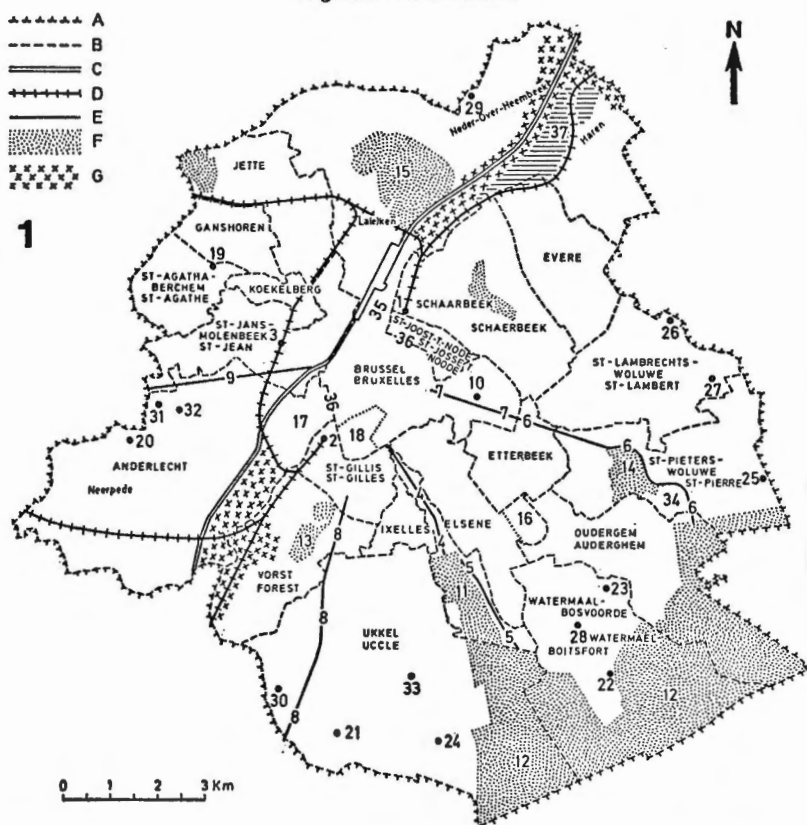 A
B
C
D
E
F
G
1
N
29
Neder-Over-Heembeek
37
Haren
JETTE
15
Laeken
GANSHOREN
19
ST-AGATHA-
BERCHEM
ST-AGATHE
KOEKELBERG
EVERE
1
SCHAARBEEK
SCHAERBEEK
35
ST-JOOST-T-NODE
ST-JOSSE-T
NODE
36
ST-JANS-
MOLENBEEK
ST-JEAN
3
26
ST-LAMBRECHTS-
WOLUWE
ST-LAMBERT
27
BRUSSEL
BRUXELLES
10
9
7
7
6
31
32
36
20
17
18
2
ANDERLECHT
Neerpede
ST-GILLIS
ST-GILLES
ETTERBEEK
6
14
ST-PIETERS-
WOLUWE
ST-PIERRE
25
34
6
16
IXELLES
ELSENE
OUDERGEM
AUDERGHEM
13
8
VORST
FOREST
5
11
23
WATERMAAL-
BOSVOORDE
28
WATERMAEL
BOITSFORT
UKKEL
UCCLE
8
5
33
22
12
30
8
21
24
12
0 1 2 3 Km